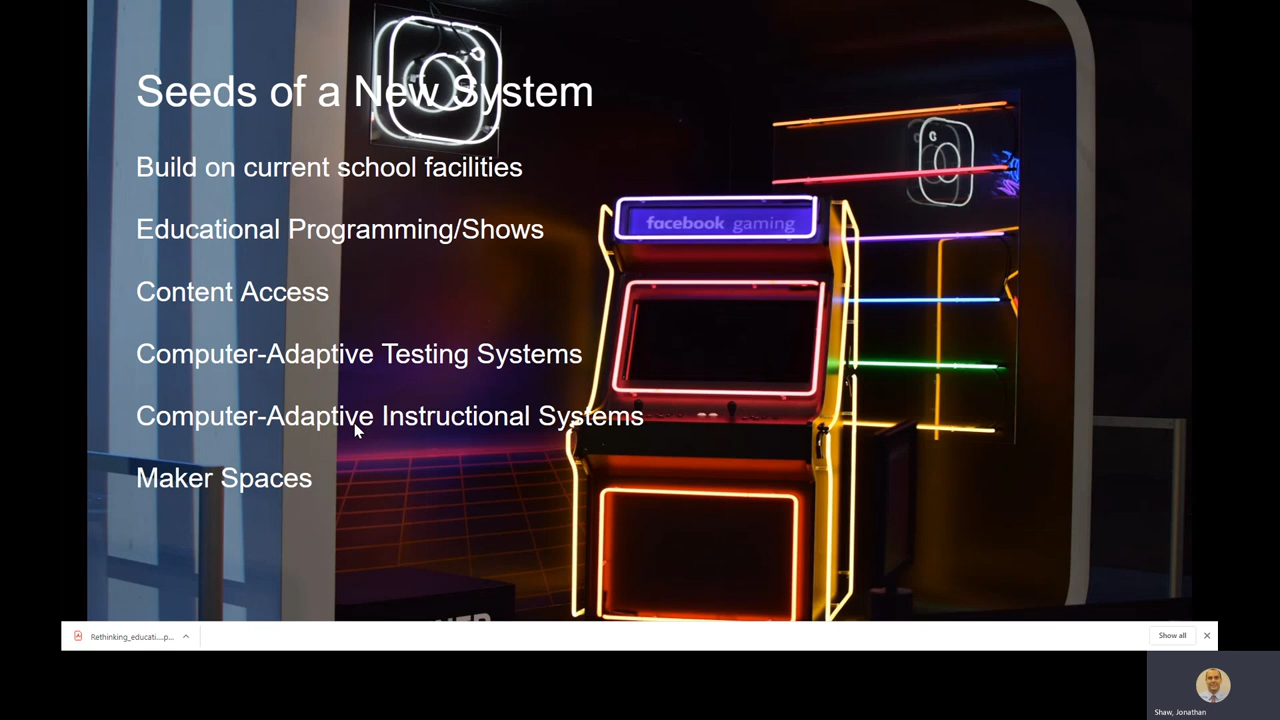 Seeds of a New System
Build on current school facilities
facebook gaming
Educational Programming/Shows
Content Access
Computer-Adaptive Testing Systems
Computer-Adaptive Instructional Systems
Maker Spaces
Rethinking_educati....p...
Show all
Shaw, Jonathan